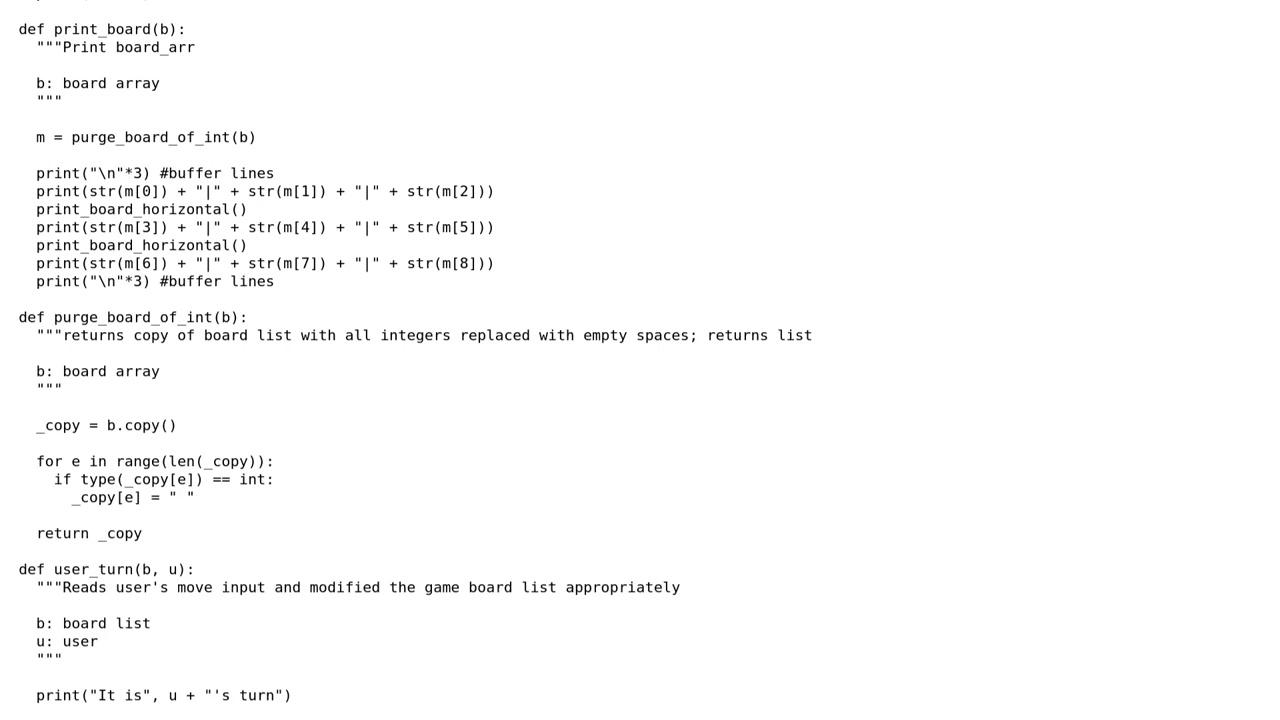 def print_board(b):
  """Print board_arr

  b: board array
  """

  m = purge_board_of_int(b)

  print("\n"*3) #buffer lines
  print(str(m[0]) + "|" + str(m[1]) + "|" + str(m[2]))
  print_board_horizontal()
  print(str(m[3]) + "|" + str(m[4]) + "|" + str(m[5]))
  print_board_horizontal()
  print(str(m[6]) + "|" + str(m[7]) + "|" + str(m[8]))
  print("\n"*3) #buffer lines

def purge_board_of_int(b):
  """returns copy of board list with all integers replaced with empty spaces; returns list

  b: board array
  """

  _copy = b.copy()

  for e in range(len(_copy)):
    if type(_copy[e]) == int:
      _copy[e] = " "

  return _copy

def user_turn(b, u):
  """Reads user's move input and modified the game board list appropriately

  b: board list
  u: user
  """

  print("It is", u + "'s turn")